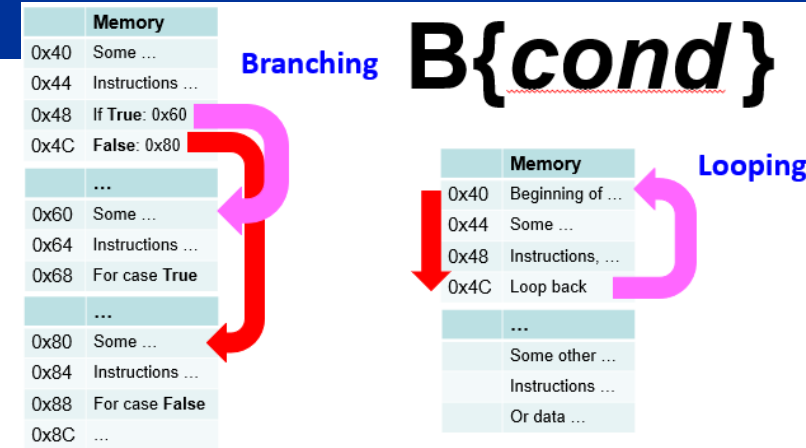 Memory
0x40 Some ...
0x44 Instructions ...
0x48 If True: 0x60
0x4C False: 0x80
...
0x60 Some ...
0x64 Instructions ...
0x68 For case True
...
0x80 Some ...
0x84 Instructions ...
0x88 For case False
0x8C ...
Branching
B{cond}
Looping
Memory
0x40 Beginning of ...
0x44 Some ...
0x48 Instructions, ...
0x4C Loop back
...
Some other ...
Instructions ...
Or data ...